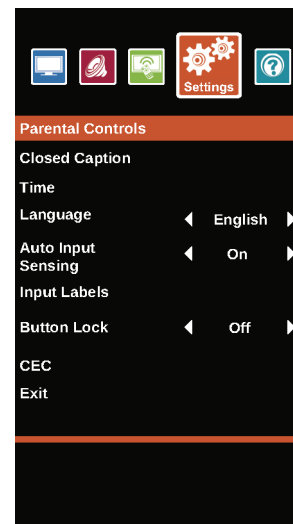 Settings
Parental Controls
Closed Caption
Time
Language English
Auto Input
Sensing
On
Input Labels
Button Lock Off
CEC
Exit